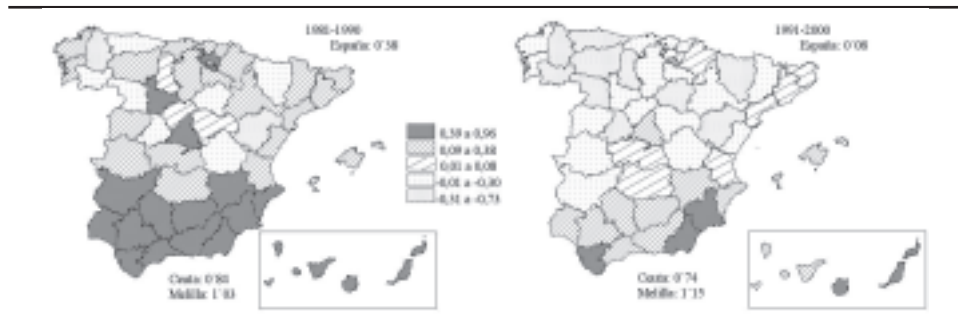 1981-1990
España: 0'38
1991-2000
España: 0'08
0,39 a 0,96
0,09 a 0,38
0,01 a 0,08
-0,01 a -0,30
-0,31 a -0,73
Ceuta: 0'81
Melilla: 1'03
Ceuta: 0'74
Melilla: 1'15